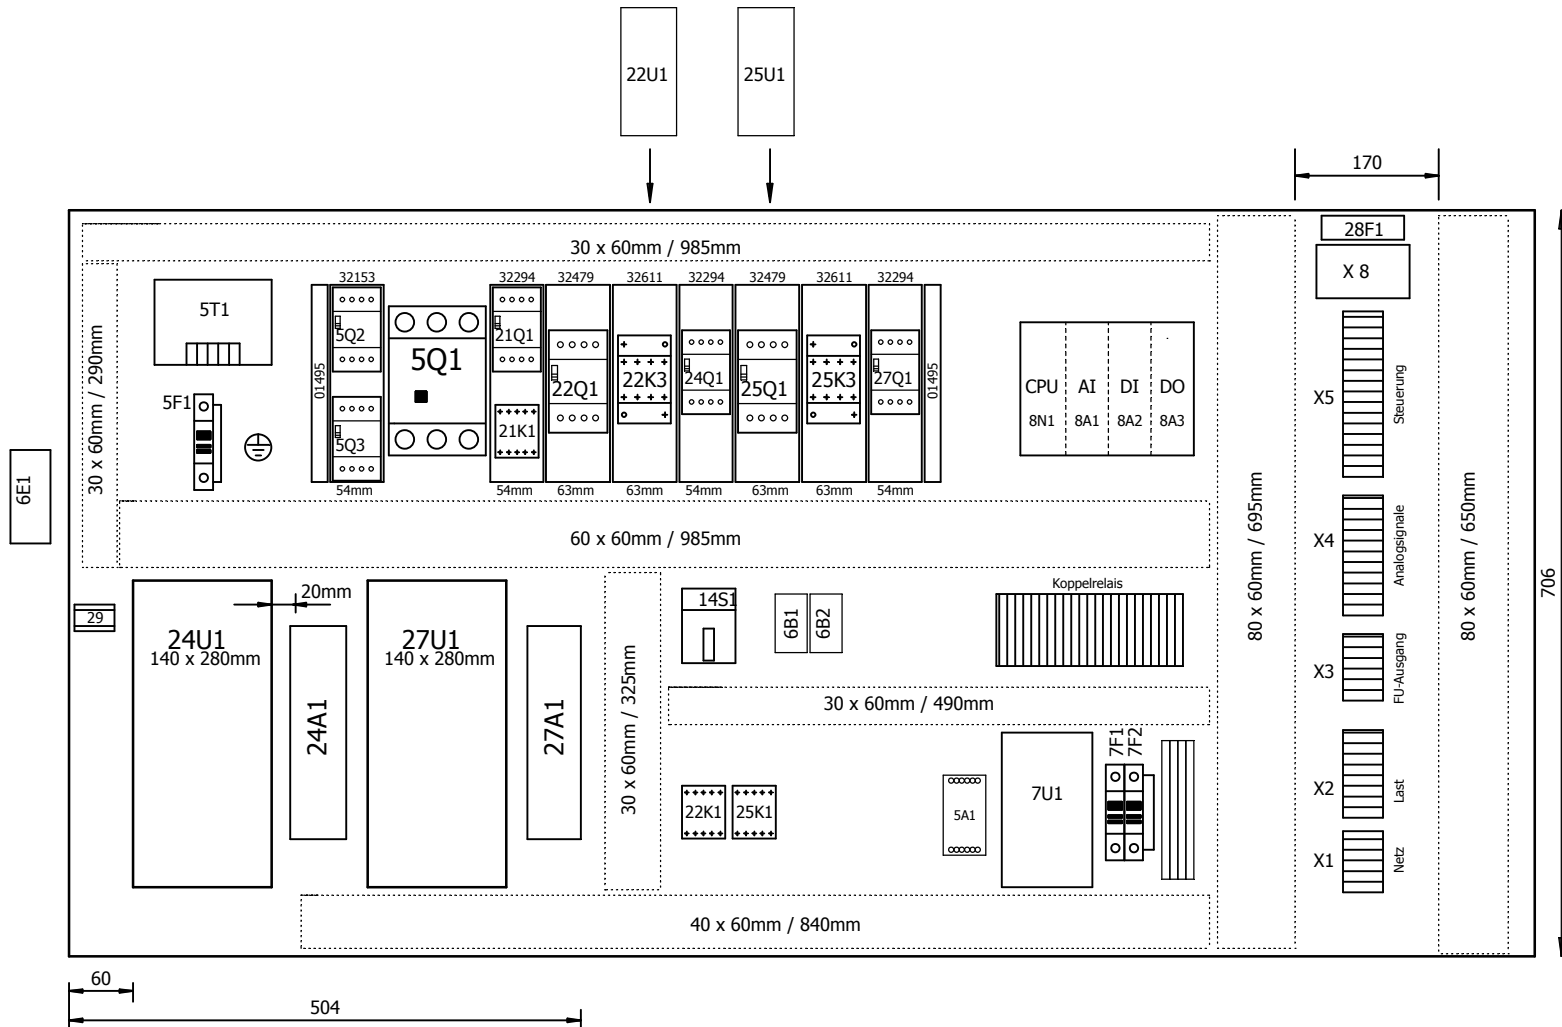 22U1
25U1
170
28F1
30 x 60mm / 985mm
X 8
32153
32294
32479
32611
32294
32479
32611
32294
5T1
5Q2
5Q1
21Q1
22Q1
22K3
24Q1
25Q1
25K3
27Q1
01495
01495
30 x 60mm / 290mm
CPU
AI
DI
DO
8N1
8A1
8A2
8A3
X5
Steuerung
5F1
5Q3
21K1
6E1
54mm
54mm
63mm
63mm
54mm
63mm
63mm
54mm
60 x 60mm / 985mm
80 x 60mm / 695mm
80 x 60mm / 650mm
X4
Analogsignale
706
20mm
Koppelrelais
29
24U1
140 x 280mm
27U1
140 x 280mm
14S1
6B1
6B2
24A1
27A1
30 x 60mm / 325mm
30 x 60mm / 490mm
X3
FU-Ausgang
7F1
7F2
22K1
25K1
5A1
7U1
X2
Last
X1
Netz
40 x 60mm / 840mm
60
504